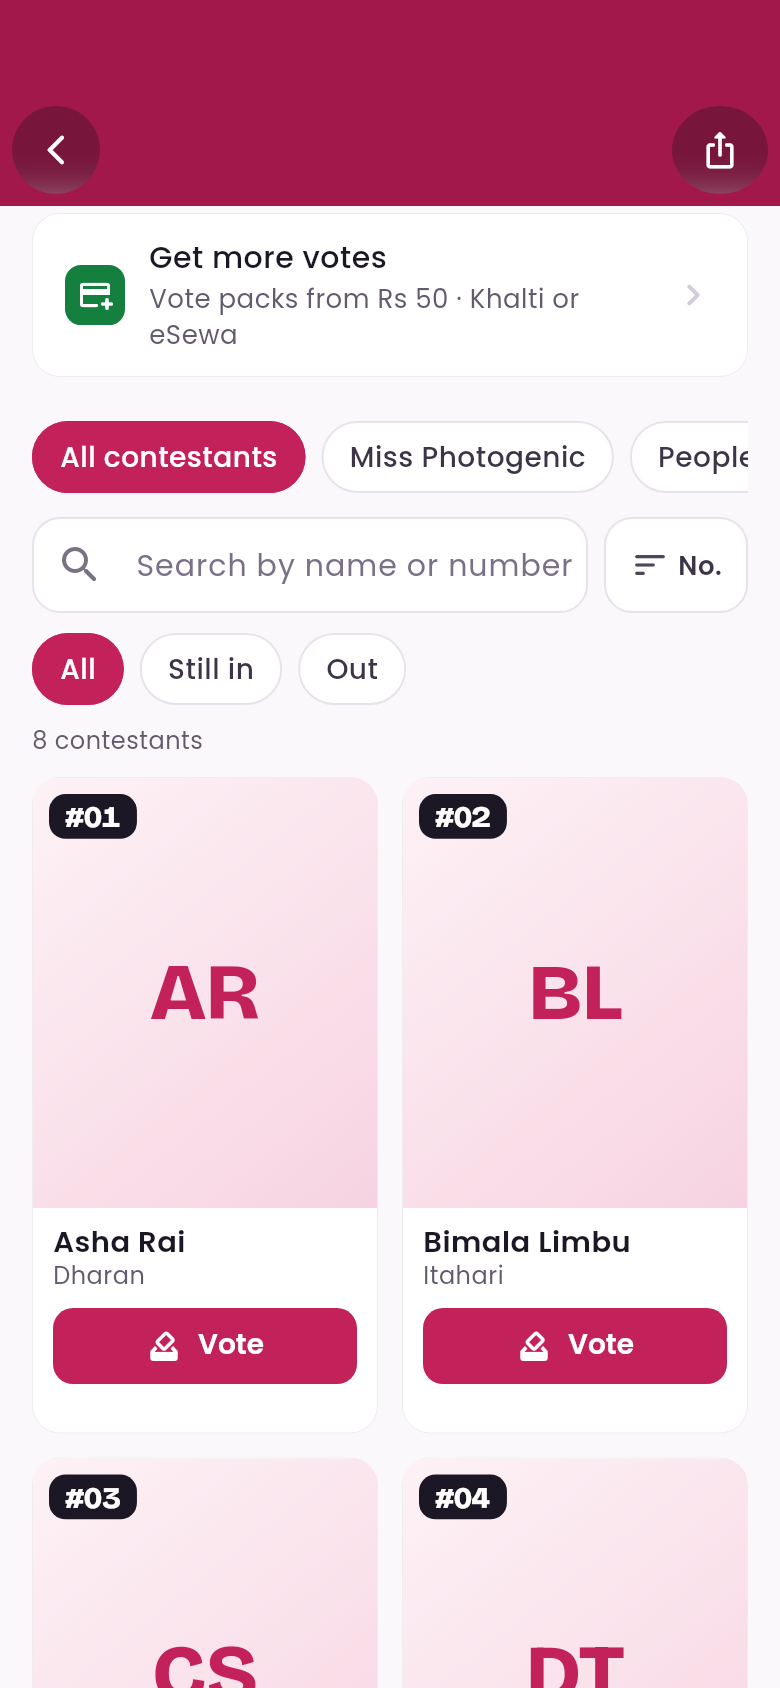 Get more votes
Vote packs from Rs 50 · Khalti or
eSewa
All contestants
Miss Photogenic
People
Search by name or number
No.
All
Still in
Out
8 contestants
#01
#02
AR
BL
Asha Rai
Bimala Limbu
Dharan
Itahari
Vote
Vote
#03
#04
CS
DT